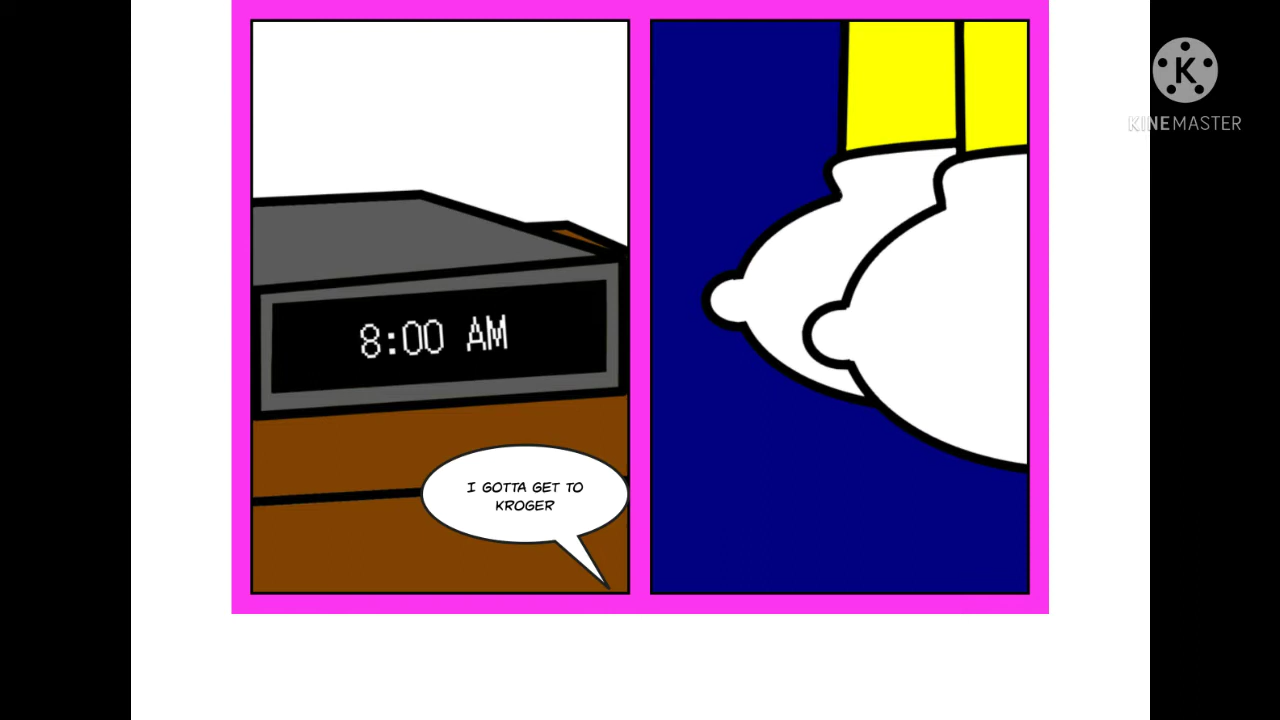 8:00 AM
I GOTTA GET TO
KROGER
K
KINEMASTER